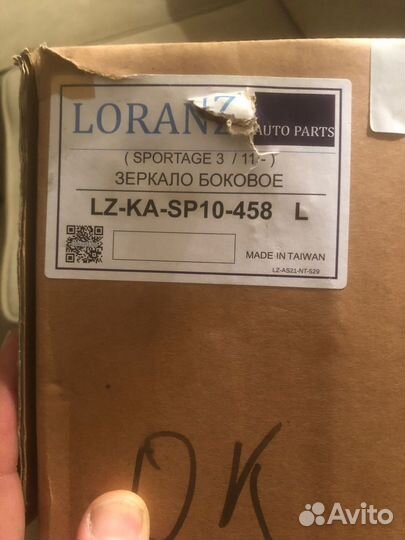 LORANZ AUTO PARTS
( SPORTAGE 3 / 11- )
ЗЕРКАЛО БОКОВОЕ
LZ-KA-SP10-458 L
MADE IN TAIWAN
LZ-AS21-NT-529
OK
Avito